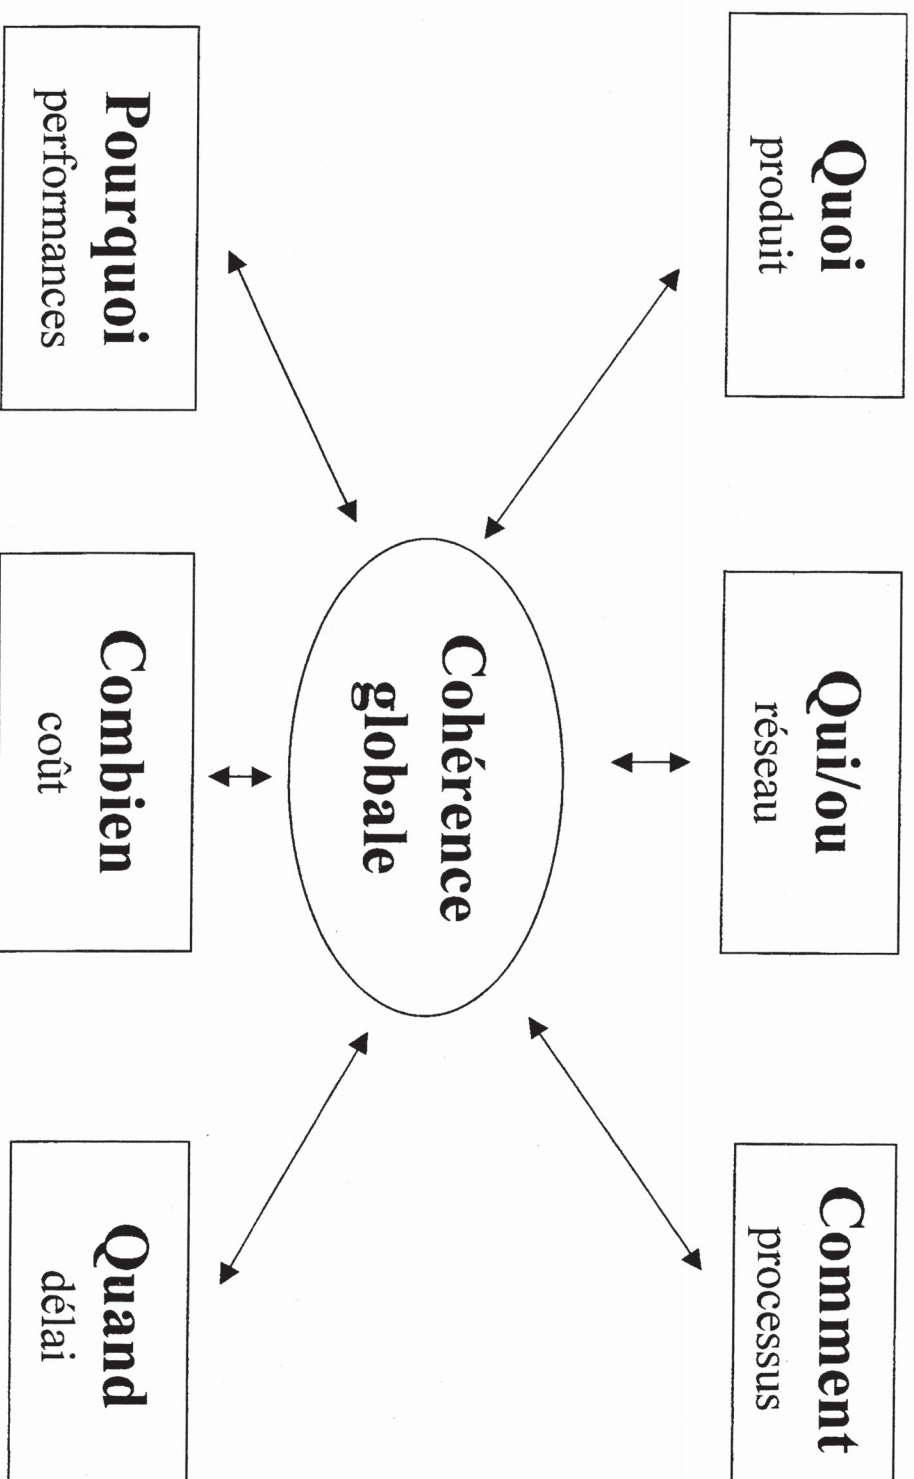 Quoi
produit
Qui/ou
réseau
Comment
processus
Cohérence
globale
Pourquoi
performances
Combien
coût
Quand
délai